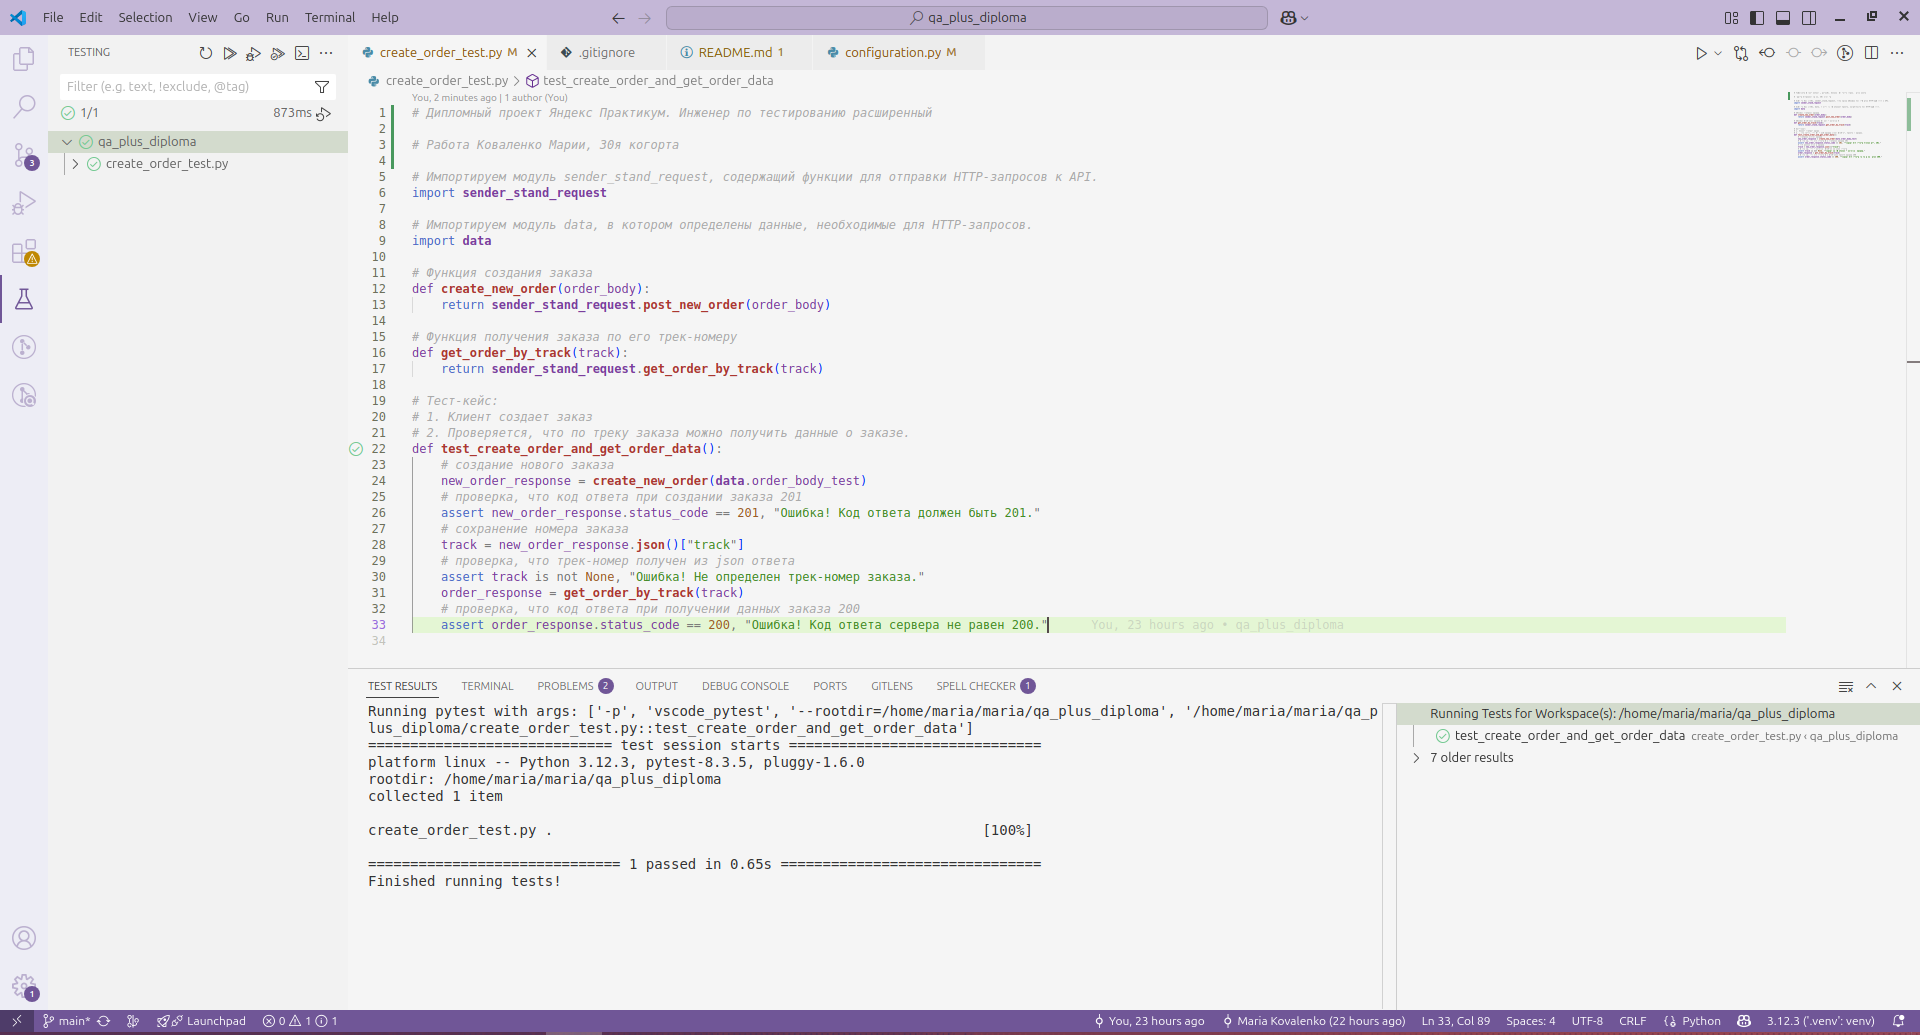 File Edit Selection View Go Run Terminal Help
qa_plus_diploma
TESTING
Filter (e.g. text, !exclude, @tag)
1/1 873ms
qa_plus_diploma
create_order_test.py
3
1
create_order_test.py M
.gitignore
README.md 1
configuration.py M
create_order_test.py > test_create_order_and_get_order_data
You, 2 minutes ago | 1 author (You)
1 # Дипломный проект Яндекс Практикум. Инженер по тестированию расширенный
2
3 # Работа Коваленко Марии, 30я когорта
4
5 # Импортируем модуль sender_stand_request, содержащий функции для отправки HTTP-запросов к API.
6 import sender_stand_request
7
8 # Импортируем модуль data, в котором определены данные, необходимые для HTTP-запросов.
9 import data
10
11 # Функция создания заказа
12 def create_new_order(order_body):
13     return sender_stand_request.post_new_order(order_body)
14
15 # Функция получения заказа по его трек-номеру
16 def get_order_by_track(track):
17     return sender_stand_request.get_order_by_track(track)
18
19 # Тест-кейс:
20 # 1. Клиент создает заказ
21 # 2. Проверяется, что по треку заказа можно получить данные о заказе.
22 def test_create_order_and_get_order_data():
23     # создание нового заказа
24     new_order_response = create_new_order(data.order_body_test)
25     # проверка, что код ответа при создании заказа 201
26     assert new_order_response.status_code == 201, "Ошибка! Код ответа должен быть 201."
27     # сохранение номера заказа
28     track = new_order_response.json()["track"]
29     # проверка, что трек-номер получен из json ответа
30     assert track is not None, "Ошибка! Не определен трек-номер заказа."
31     order_response = get_order_by_track(track)
32     # проверка, что код ответа при получении данных заказа 200
33     assert order_response.status_code == 200, "Ошибка! Код ответа сервера не равен 200." You, 23 hours ago • qa_plus_diploma
34
TEST RESULTS TERMINAL PROBLEMS 2 OUTPUT DEBUG CONSOLE PORTS GITLENS SPELL CHECKER 1
Running pytest with args: ['-p', 'vscode_pytest', '--rootdir=/home/maria/maria/qa_plus_diploma', '/home/maria/maria/qa_p
lus_diploma/create_order_test.py::test_create_order_and_get_order_data']
============================= test session starts ==============================
platform linux -- Python 3.12.3, pytest-8.3.5, pluggy-1.6.0
rootdir: /home/maria/maria/qa_plus_diploma
collected 1 item
create_order_test.py . [100%]
============================== 1 passed in 0.65s ===============================
Finished running tests!
Running Tests for Workspace(s): /home/maria/maria/qa_plus_diploma
test_create_order_and_get_order_data create_order_test.py ‹ qa_plus_diploma
7 older results
main* Launchpad 0 1 1 You, 23 hours ago Maria Kovalenko (22 hours ago) Ln 33, Col 89 Spaces: 4 UTF-8 CRLF Python 3.12.3 ('.venv': venv)